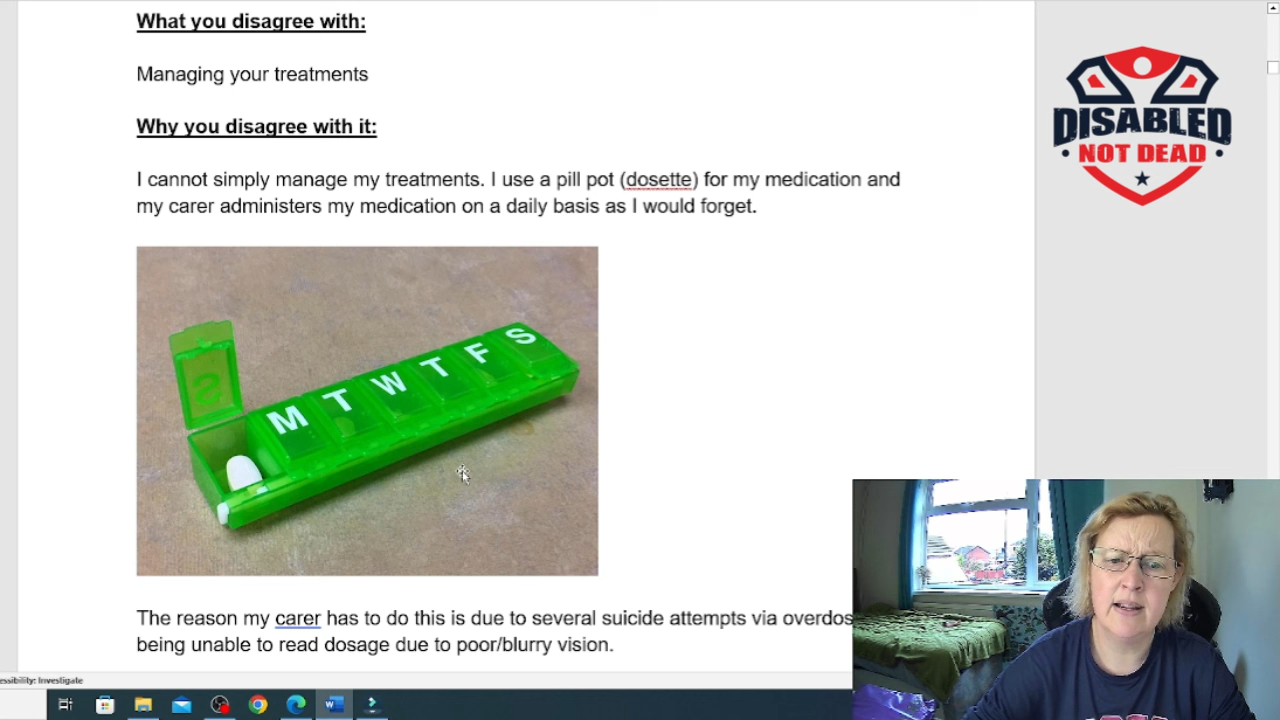 What you disagree with:
Managing your treatments
Why you disagree with it:
I cannot simply manage my treatments. I use a pill pot (dosette) for my medication and
my carer administers my medication on a daily basis as I would forget.
DISABLED
NOT DEAD
S
M T W T F S
The reason my carer has to do this is due to several suicide attempts via overdos
being unable to read dosage due to poor/blurry vision.
essibility: Investigate